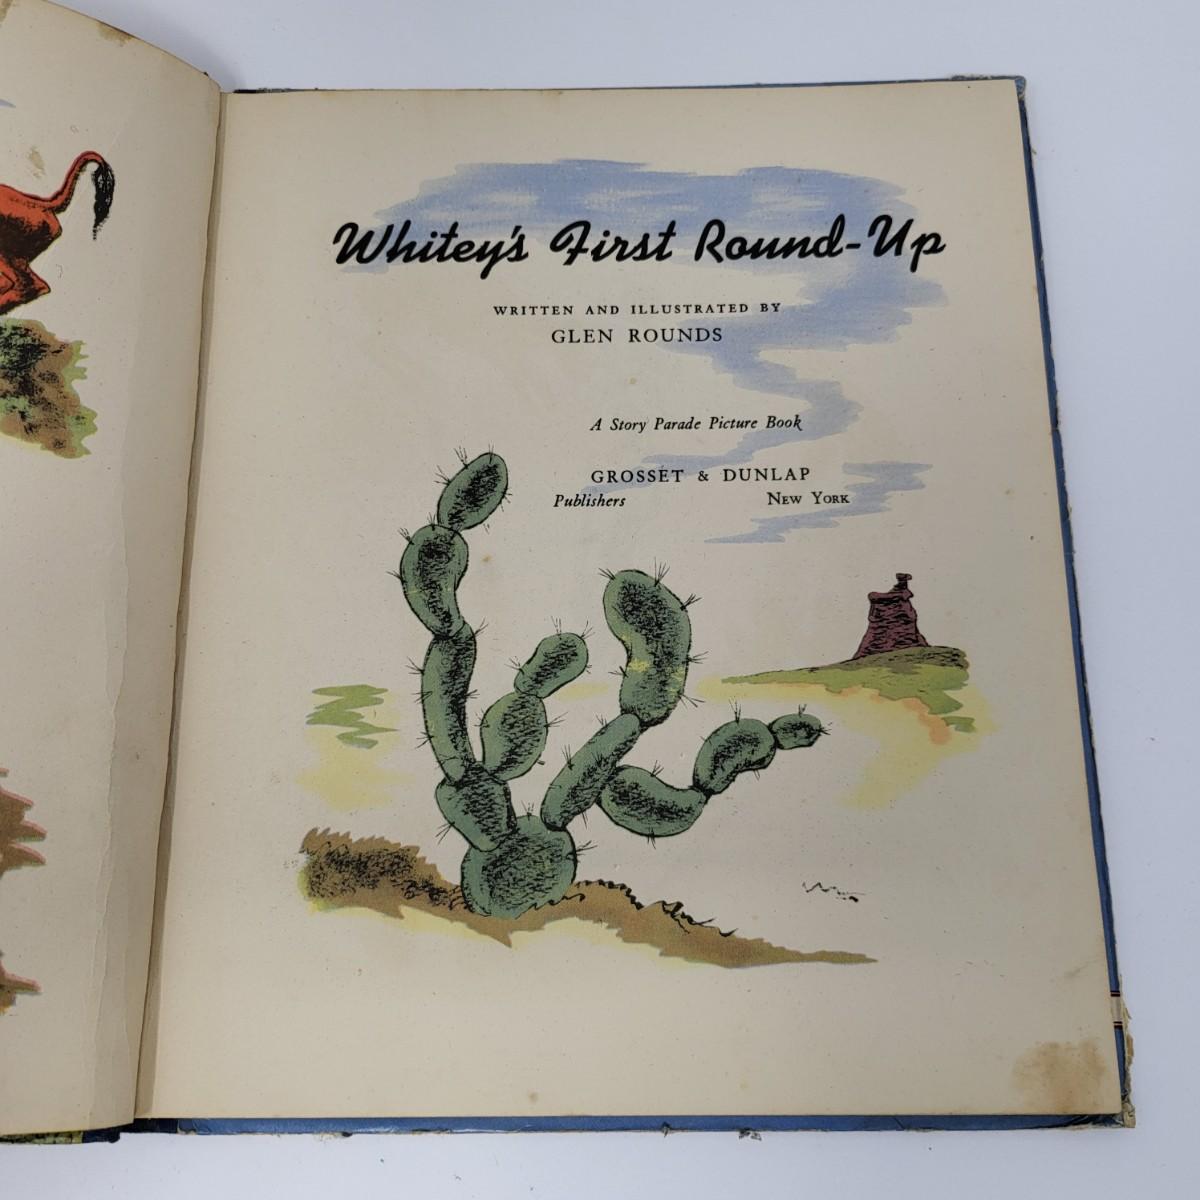 Whitey's First Round-Up
WRITTEN AND ILLUSTRATED BY
GLEN ROUNDS
A Story Parade Picture Book
GROSSET & DUNLAP
Publishers New York